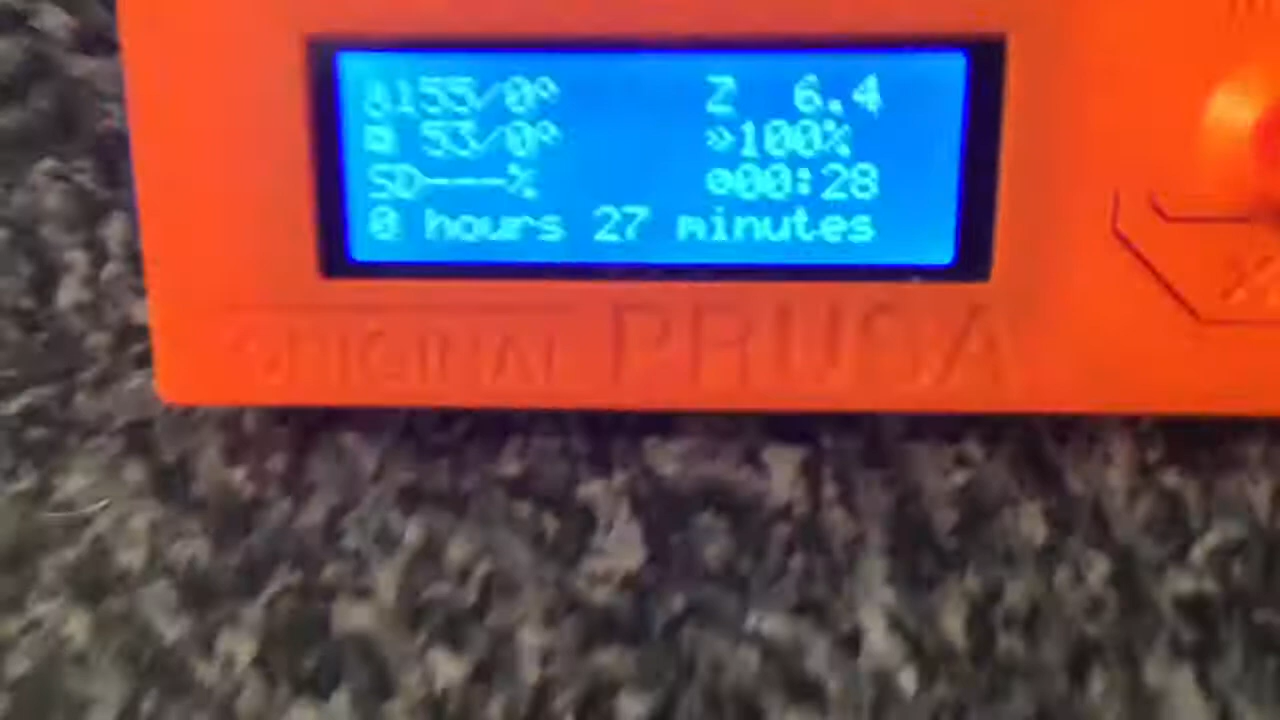 155/0° Z 6.4
53/0° 100%
SD----% 00:28
0 hours 27 minutes
ORIGINAL PRUSA